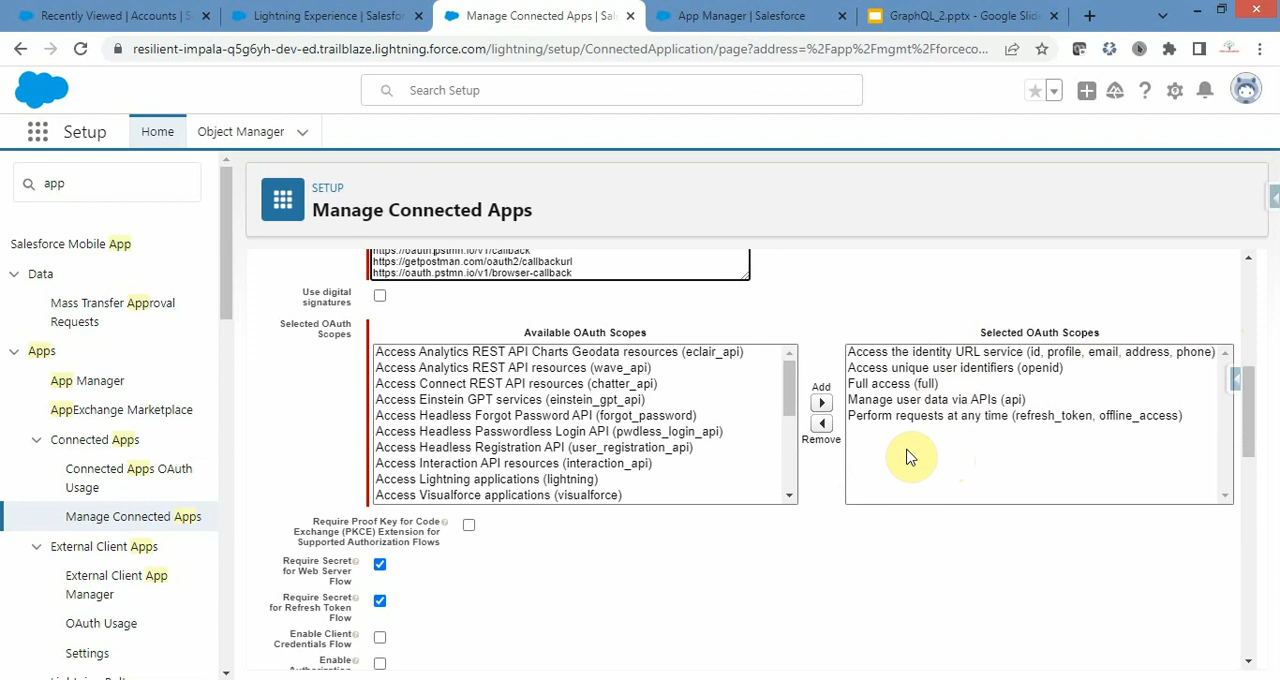 Recently Viewed | Accounts | S
Lightning Experience | Salesfor
Manage Connected Apps | Sal
App Manager | Salesforce
GraphQL_2.pptx - Google Slide
resilient-impala-q5g6yh-dev-ed.trailblaze.lightning.force.com/lightning/setup/ConnectedApplication/page?address=%2Fapp%2Fmgmt%2Fforceco...
Search Setup
Setup
Home
Object Manager
app
SETUP
Manage Connected Apps
Salesforce Mobile App
Data
Mass Transfer Approval
Requests
Apps
App Manager
AppExchange Marketplace
Connected Apps
Connected Apps OAuth
Usage
Manage Connected Apps
External Client Apps
External Client App
Manager
OAuth Usage
Settings
https://oauth.pstmn.io/v1/callback
https://getpostman.com/oauth2/callbackurl
https://oauth.pstmn.io/v1/browser-callback
Use digital
signatures
Selected OAuth
Scopes
Available OAuth Scopes
Access Analytics REST API Charts Geodata resources (eclair_api)
Access Analytics REST API resources (wave_api)
Access Connect REST API resources (chatter_api)
Access Einstein GPT services (einstein_gpt_api)
Access Headless Forgot Password API (forgot_password)
Access Headless Passwordless Login API (pwdless_login_api)
Access Headless Registration API (user_registration_api)
Access Interaction API resources (interaction_api)
Access Lightning applications (lightning)
Access Visualforce applications (visualforce)
Add
Remove
Selected OAuth Scopes
Access the identity URL service (id, profile, email, address, phone)
Access unique user identifiers (openid)
Full access (full)
Manage user data via APIs (api)
Perform requests at any time (refresh_token, offline_access)
Require Proof Key for Code
Exchange (PKCE) Extension for
Supported Authorization Flows
Require Secret
for Web Server
Flow
Require Secret
for Refresh Token
Flow
Enable Client
Credentials Flow
Enable